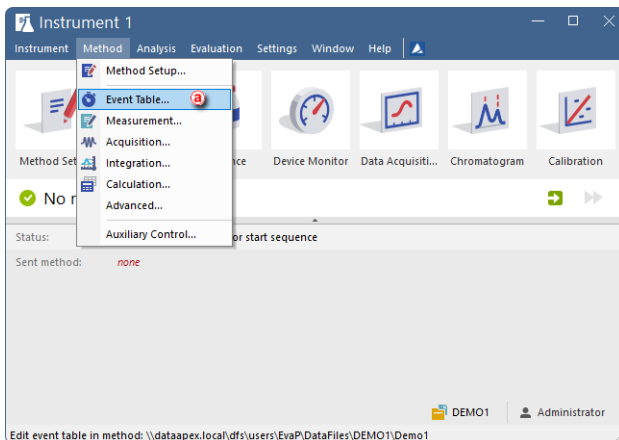 Instrument 1
Instrument Method Analysis Evaluation Settings Window Help
Method Setup...
Event Table... a
Measurement...
Acquisition...
Integration...
Calculation...
Advanced...
Auxiliary Control...
Method Set nce Device Monitor Data Acquisiti... Chromatogram Calibration
No r
Status: or start sequence
Sent method: none
DEMO1 Administrator
Edit event table in method: \\dataapex.local\dfs\users\EvaP\DataFiles\DEMO1\Demo1